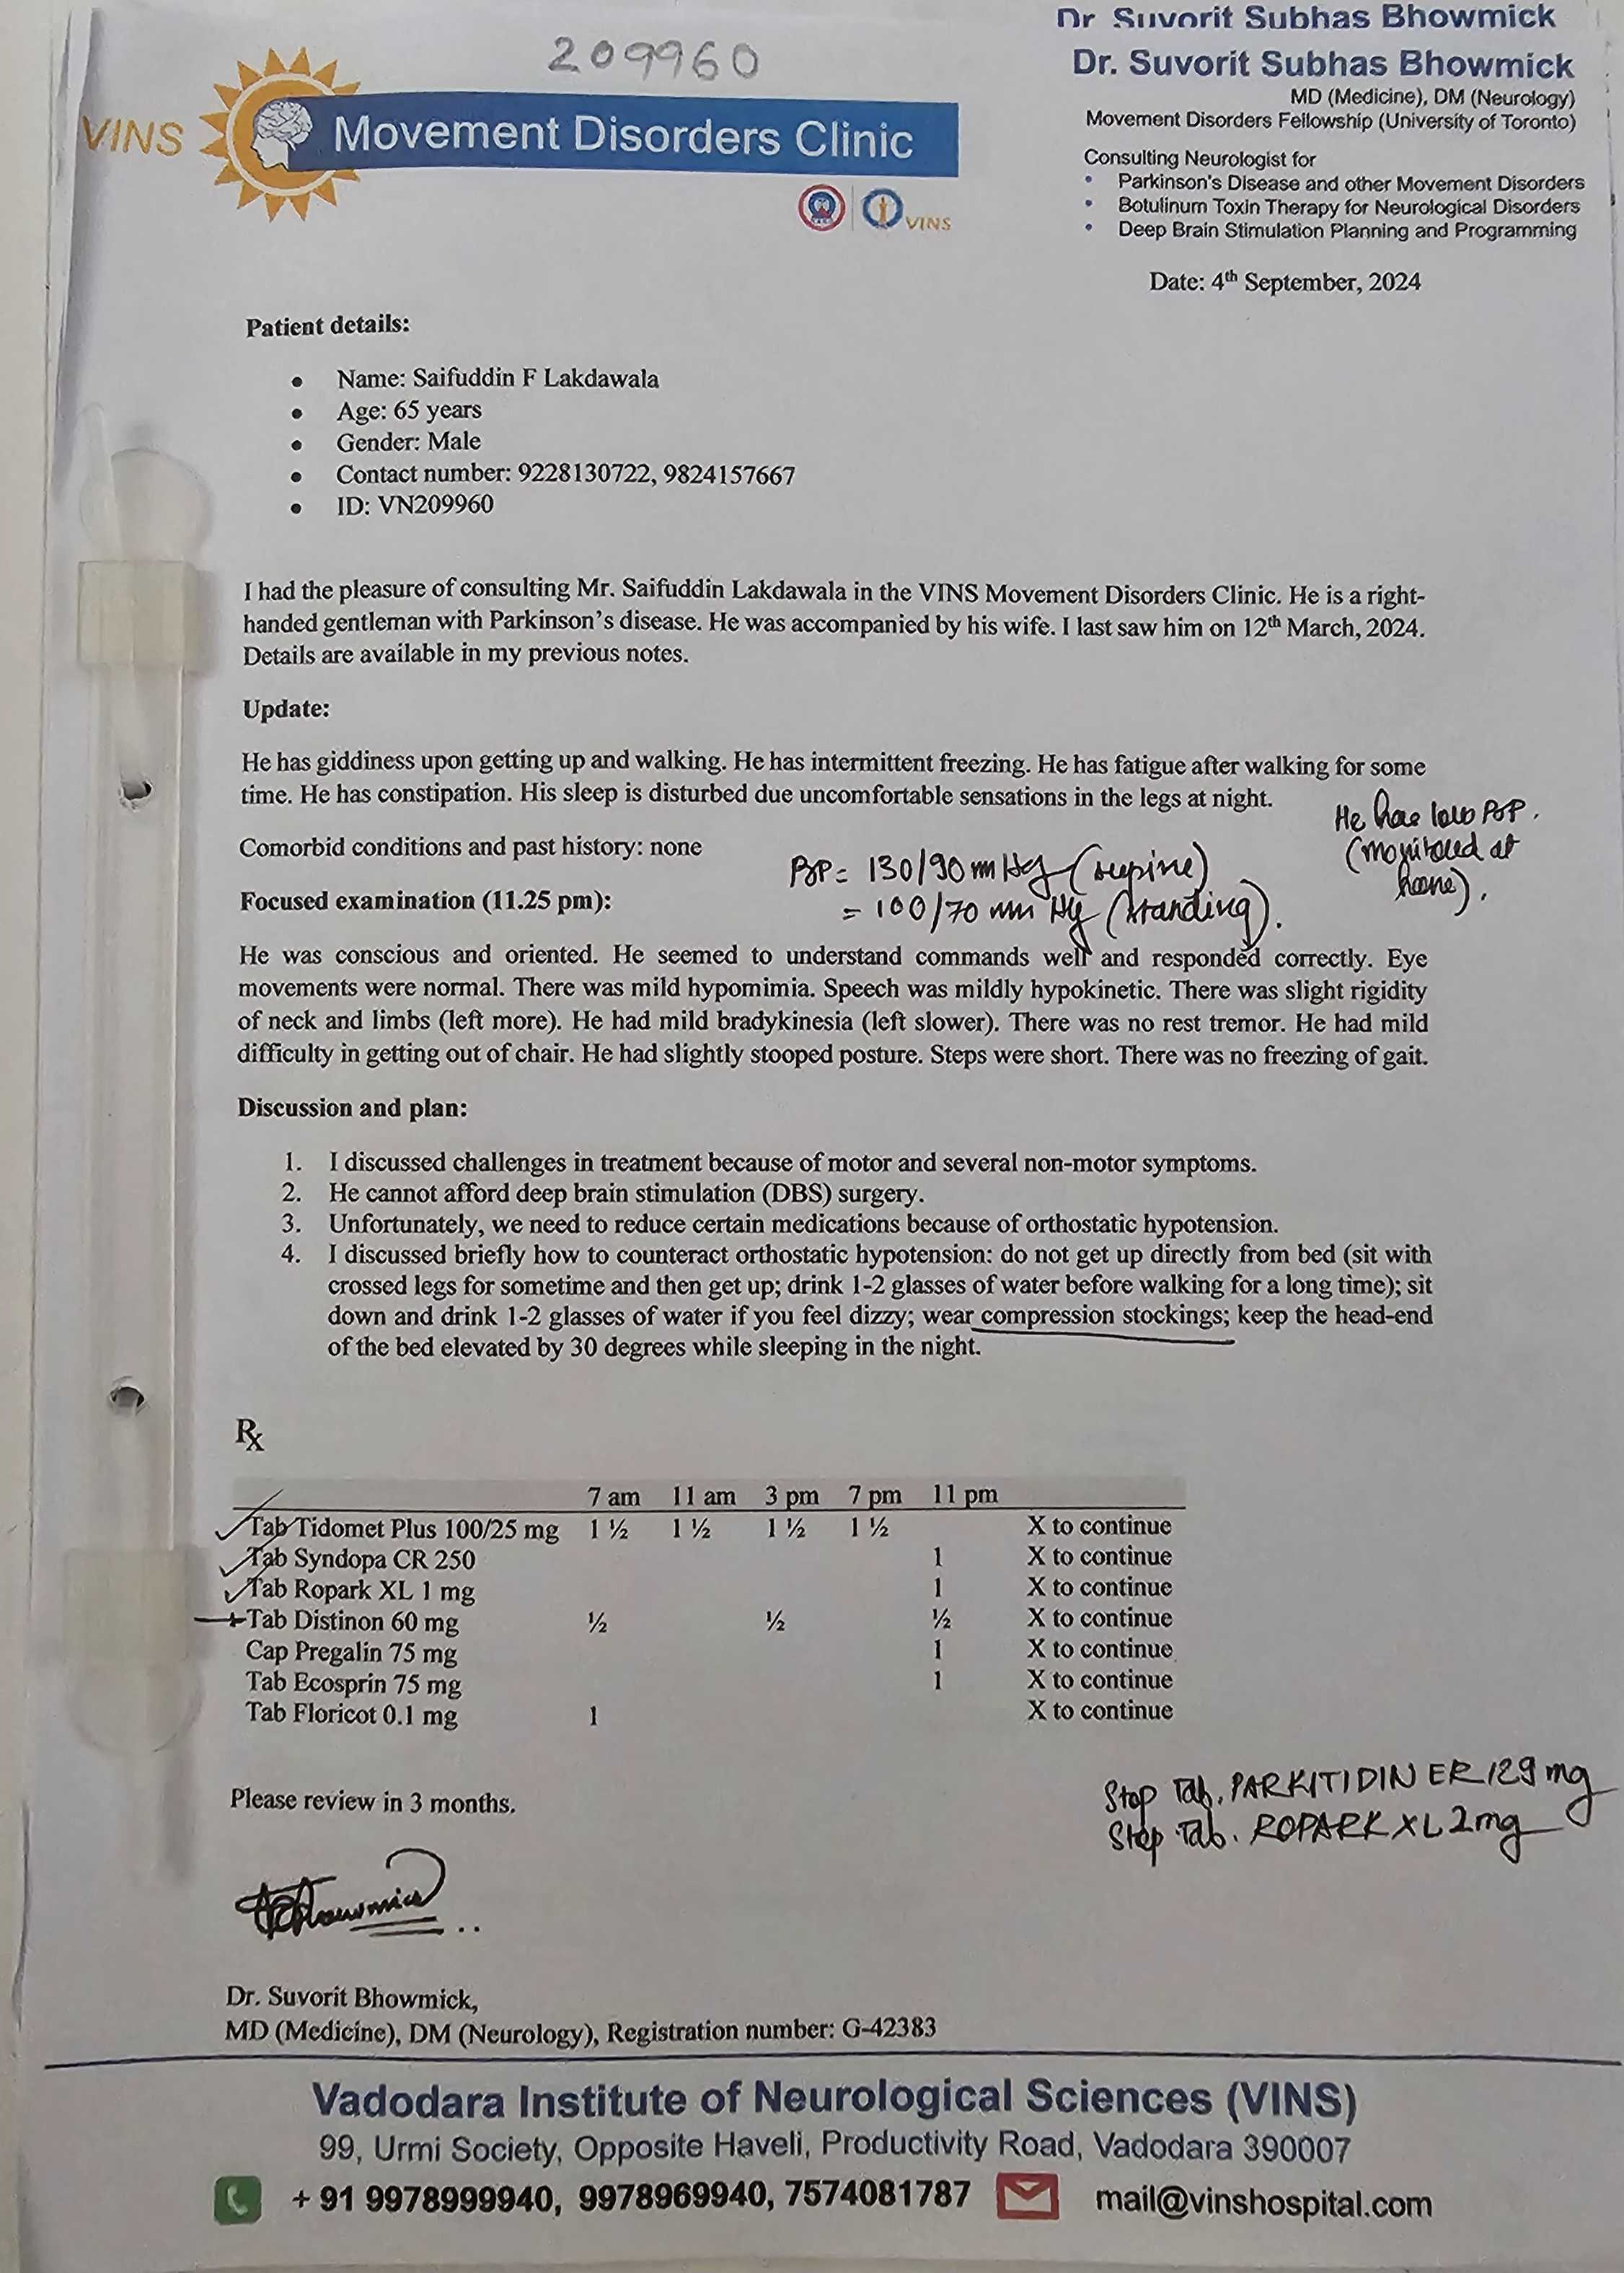 209960
Dr Suvorit Subhas Bhowmick
Dr. Suvorit Subhas Bhowmick
MD (Medicine), DM (Neurology)
Movement Disorders Fellowship (University of Toronto)
VINS
Movement Disorders Clinic
Consulting Neurologist for
• Parkinson's Disease and other Movement Disorders
• Botulinum Toxin Therapy for Neurological Disorders
• Deep Brain Stimulation Planning and Programming
VINS
Date: 4th September, 2024
Patient details:
• Name: Saifuddin F Lakdawala
• Age: 65 years
• Gender: Male
• Contact number: 9228130722, 9824157667
• ID: VN209960
I had the pleasure of consulting Mr. Saifuddin Lakdawala in the VINS Movement Disorders Clinic. He is a right-
handed gentleman with Parkinson's disease. He was accompanied by his wife. I last saw him on 12th March, 2024.
Details are available in my previous notes.
Update:
He has giddiness upon getting up and walking. He has intermittent freezing. He has fatigue after walking for some
time. He has constipation. His sleep is disturbed due uncomfortable sensations in the legs at night.
He has low BP.
(monitored at
home).
Comorbid conditions and past history: none
BP = 130/90 mm Hg (supine)
= 100/70 mm Hg (standing).
Focused examination (11.25 pm):
He was conscious and oriented. He seemed to understand commands well and responded correctly. Eye
movements were normal. There was mild hypomimia. Speech was mildly hypokinetic. There was slight rigidity
of neck and limbs (left more). He had mild bradykinesia (left slower). There was no rest tremor. He had mild
difficulty in getting out of chair. He had slightly stooped posture. Steps were short. There was no freezing of gait.
Discussion and plan:
1. I discussed challenges in treatment because of motor and several non-motor symptoms.
2. He cannot afford deep brain stimulation (DBS) surgery.
3. Unfortunately, we need to reduce certain medications because of orthostatic hypotension.
4. I discussed briefly how to counteract orthostatic hypotension: do not get up directly from bed (sit with
crossed legs for sometime and then get up; drink 1-2 glasses of water before walking for a long time); sit
down and drink 1-2 glasses of water if you feel dizzy; wear compression stockings; keep the head-end
of the bed elevated by 30 degrees while sleeping in the night.
Rx
7 am 11 am 3 pm 7 pm 11 pm
Tab Tidomet Plus 100/25 mg 1 ½ 1 ½ 1 ½ 1 ½ X to continue
Tab Syndopa CR 250 1 X to continue
Tab Ropark XL 1 mg 1 X to continue
Tab Distinon 60 mg ½ ½ ½ X to continue
Cap Pregalin 75 mg 1 X to continue
Tab Ecosprin 75 mg 1 X to continue
Tab Floricot 0.1 mg 1 X to continue
Stop Tab. PARKITIDIN ER 129 mg
Stop Tab. ROPARK XL 2 mg
Please review in 3 months.
Dr. Suvorit Bhowmick,
MD (Medicine), DM (Neurology), Registration number: G-42383
Vadodara Institute of Neurological Sciences (VINS)
99, Urmi Society, Opposite Haveli, Productivity Road, Vadodara 390007
+ 91 9978999940, 9978969940, 7574081787 mail@vinshospital.com